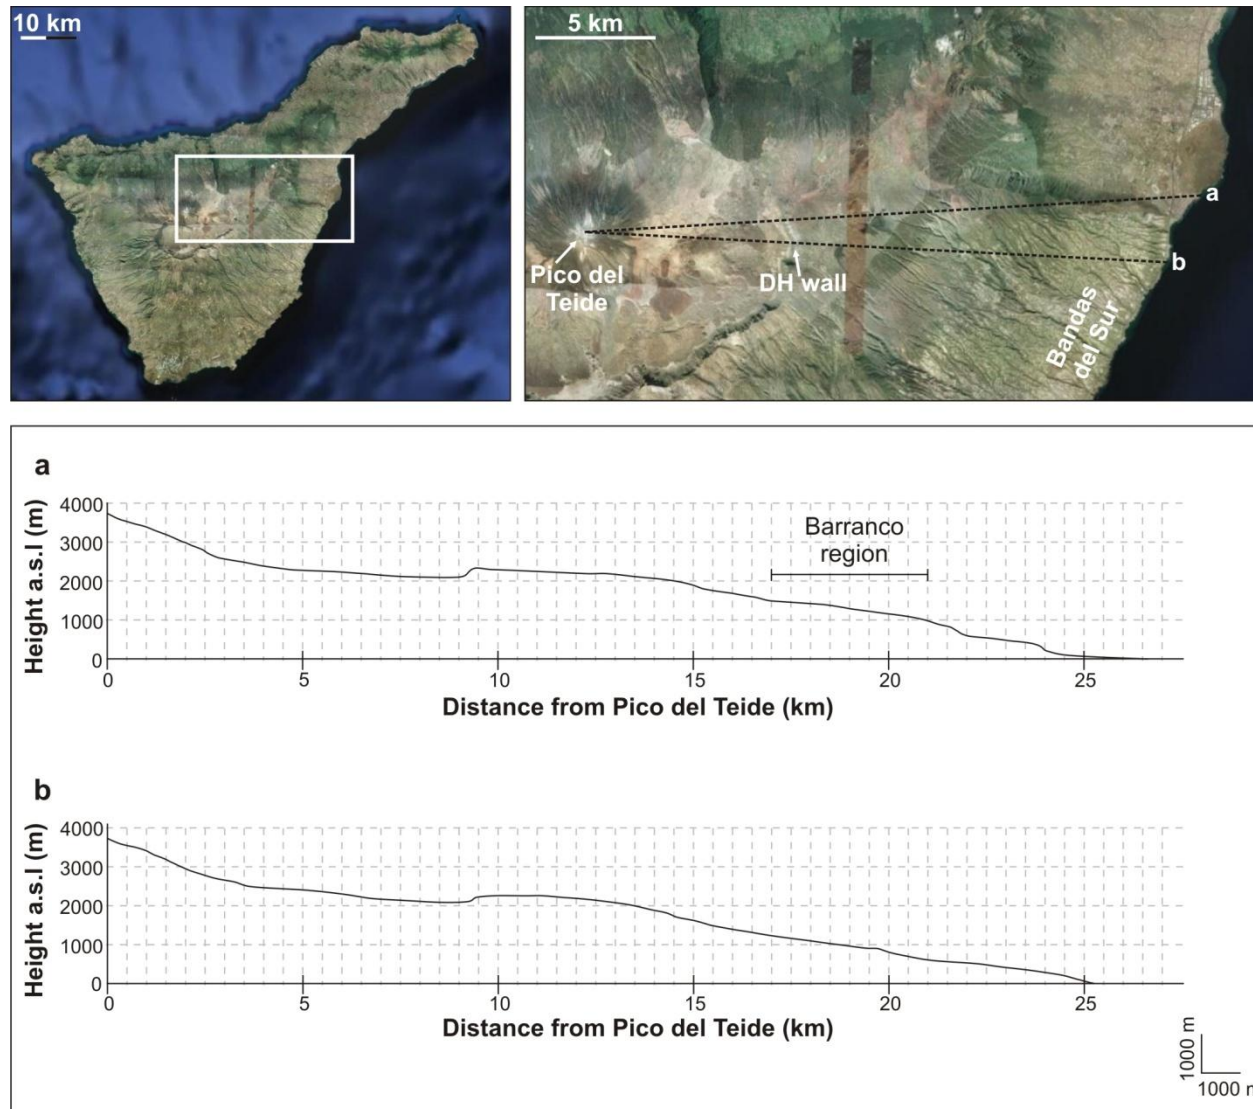 10 km
5 km
Pico del
Teide
DH wall
a
b
Bandas
del Sur
a
Height a.s.l (m)
4000
3000
2000
1000
0
Barranco
region
0 5 10 15 20 25
Distance from Pico del Teide (km)
b
Height a.s.l (m)
4000
3000
2000
1000
0
0 5 10 15 20 25
Distance from Pico del Teide (km)
1000 m
1000 m